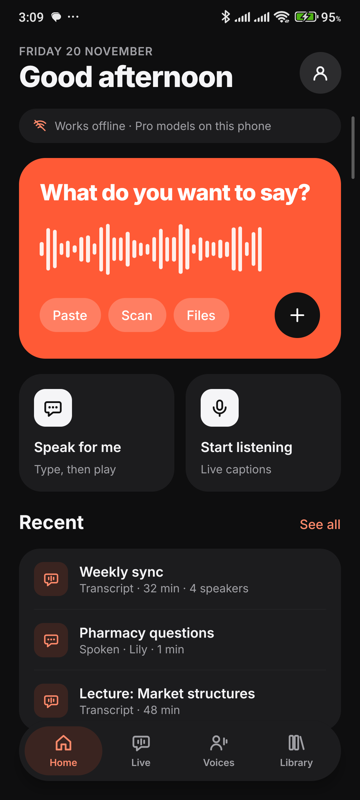 3:09
95%
FRIDAY 20 NOVEMBER
Good afternoon
Works offline · Pro models on this phone
What do you want to say?
Paste
Scan
Files
Speak for me
Type, then play
Start listening
Live captions
Recent
See all
Weekly sync
Transcript · 32 min · 4 speakers
Pharmacy questions
Spoken · Lily · 1 min
Lecture: Market structures
Transcript · 48 min
Home
Live
Voices
Library